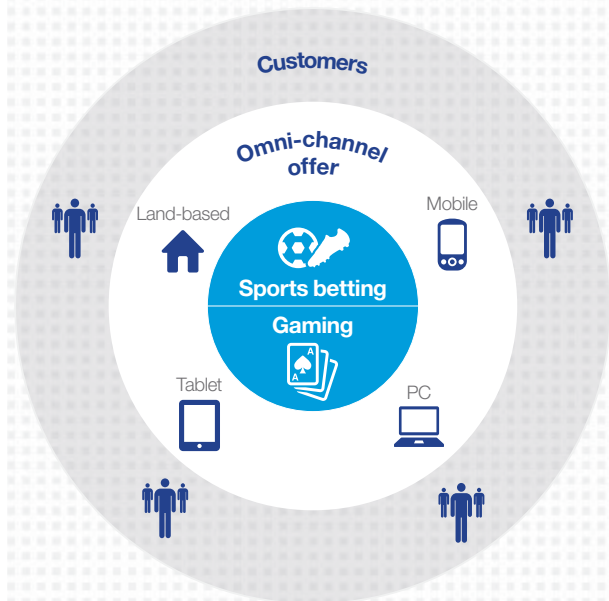 Customers
Omni-channel
offer
Land-based
Mobile
Sports betting
Gaming
A
A
Tablet
PC